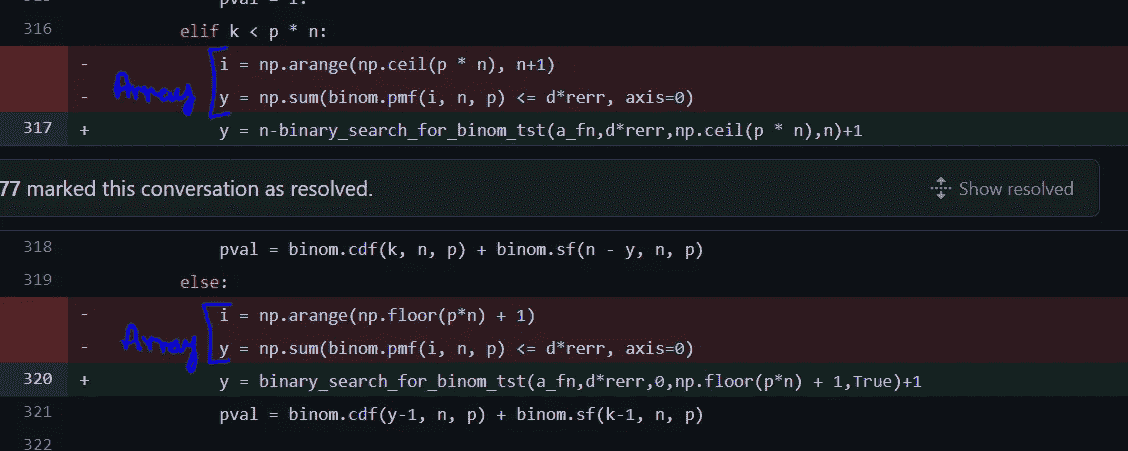 pval = 1.
316 elif k < p * n:
- i = np.arange(np.ceil(p * n), n+1)
Array
- y = np.sum(binom.pmf(i, n, p) <= d*rerr, axis=0)
317 + y = n-binary_search_for_binom_tst(a_fn,d*rerr,np.ceil(p * n),n)+1
77 marked this conversation as resolved. Show resolved
318 pval = binom.cdf(k, n, p) + binom.sf(n - y, n, p)
319 else:
- i = np.arange(np.floor(p*n) + 1)
Array
- y = np.sum(binom.pmf(i, n, p) <= d*rerr, axis=0)
320 + y = binary_search_for_binom_tst(a_fn,d*rerr,0,np.floor(p*n) + 1,True)+1
321 pval = binom.cdf(y-1, n, p) + binom.sf(k-1, n, p)
322